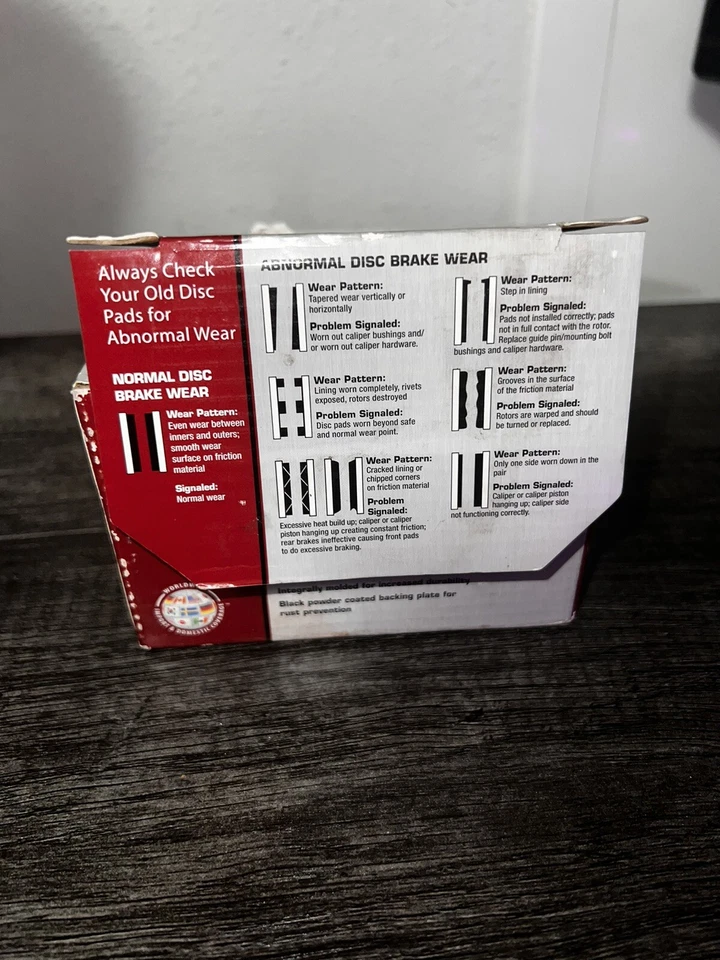 Always Check
Your Old Disc
Pads for
Abnormal Wear
NORMAL DISC
BRAKE WEAR
Wear Pattern:
Even wear between
inners and outers;
smooth wear
surface on friction
material
Signaled:
Normal wear
ABNORMAL DISC BRAKE WEAR
Wear Pattern:
Tapered wear vertically or
horizontally
Problem Signaled:
Worn out caliper bushings and/
or worn out caliper hardware.
Wear Pattern:
Step in lining
Problem Signaled:
Pads not installed correctly; pads
not in full contact with the rotor.
Replace guide pin/mounting bolt
bushings and caliper hardware.
Wear Pattern:
Lining worn completely, rivets
exposed, rotors destroyed
Problem Signaled:
Disc pads worn beyond safe
and normal wear point.
Wear Pattern:
Grooves in the surface
of the friction material
Problem Signaled:
Rotors are warped and should
be turned or replaced.
Wear Pattern:
Cracked lining or
chipped corners
on friction material
Problem
Signaled:
Excessive heat build up; caliper or caliper
piston hanging up creating constant friction;
rear brakes ineffective causing front pads
to do excessive braking.
Wear Pattern:
Only one side worn down in the
pair
Problem Signaled:
Caliper or caliper piston
hanging up; caliper side
not functioning correctly.
Integrally molded for increased durability
Black powder coated backing plate for
rust prevention
IMPORT & DOMESTIC COVERAGE